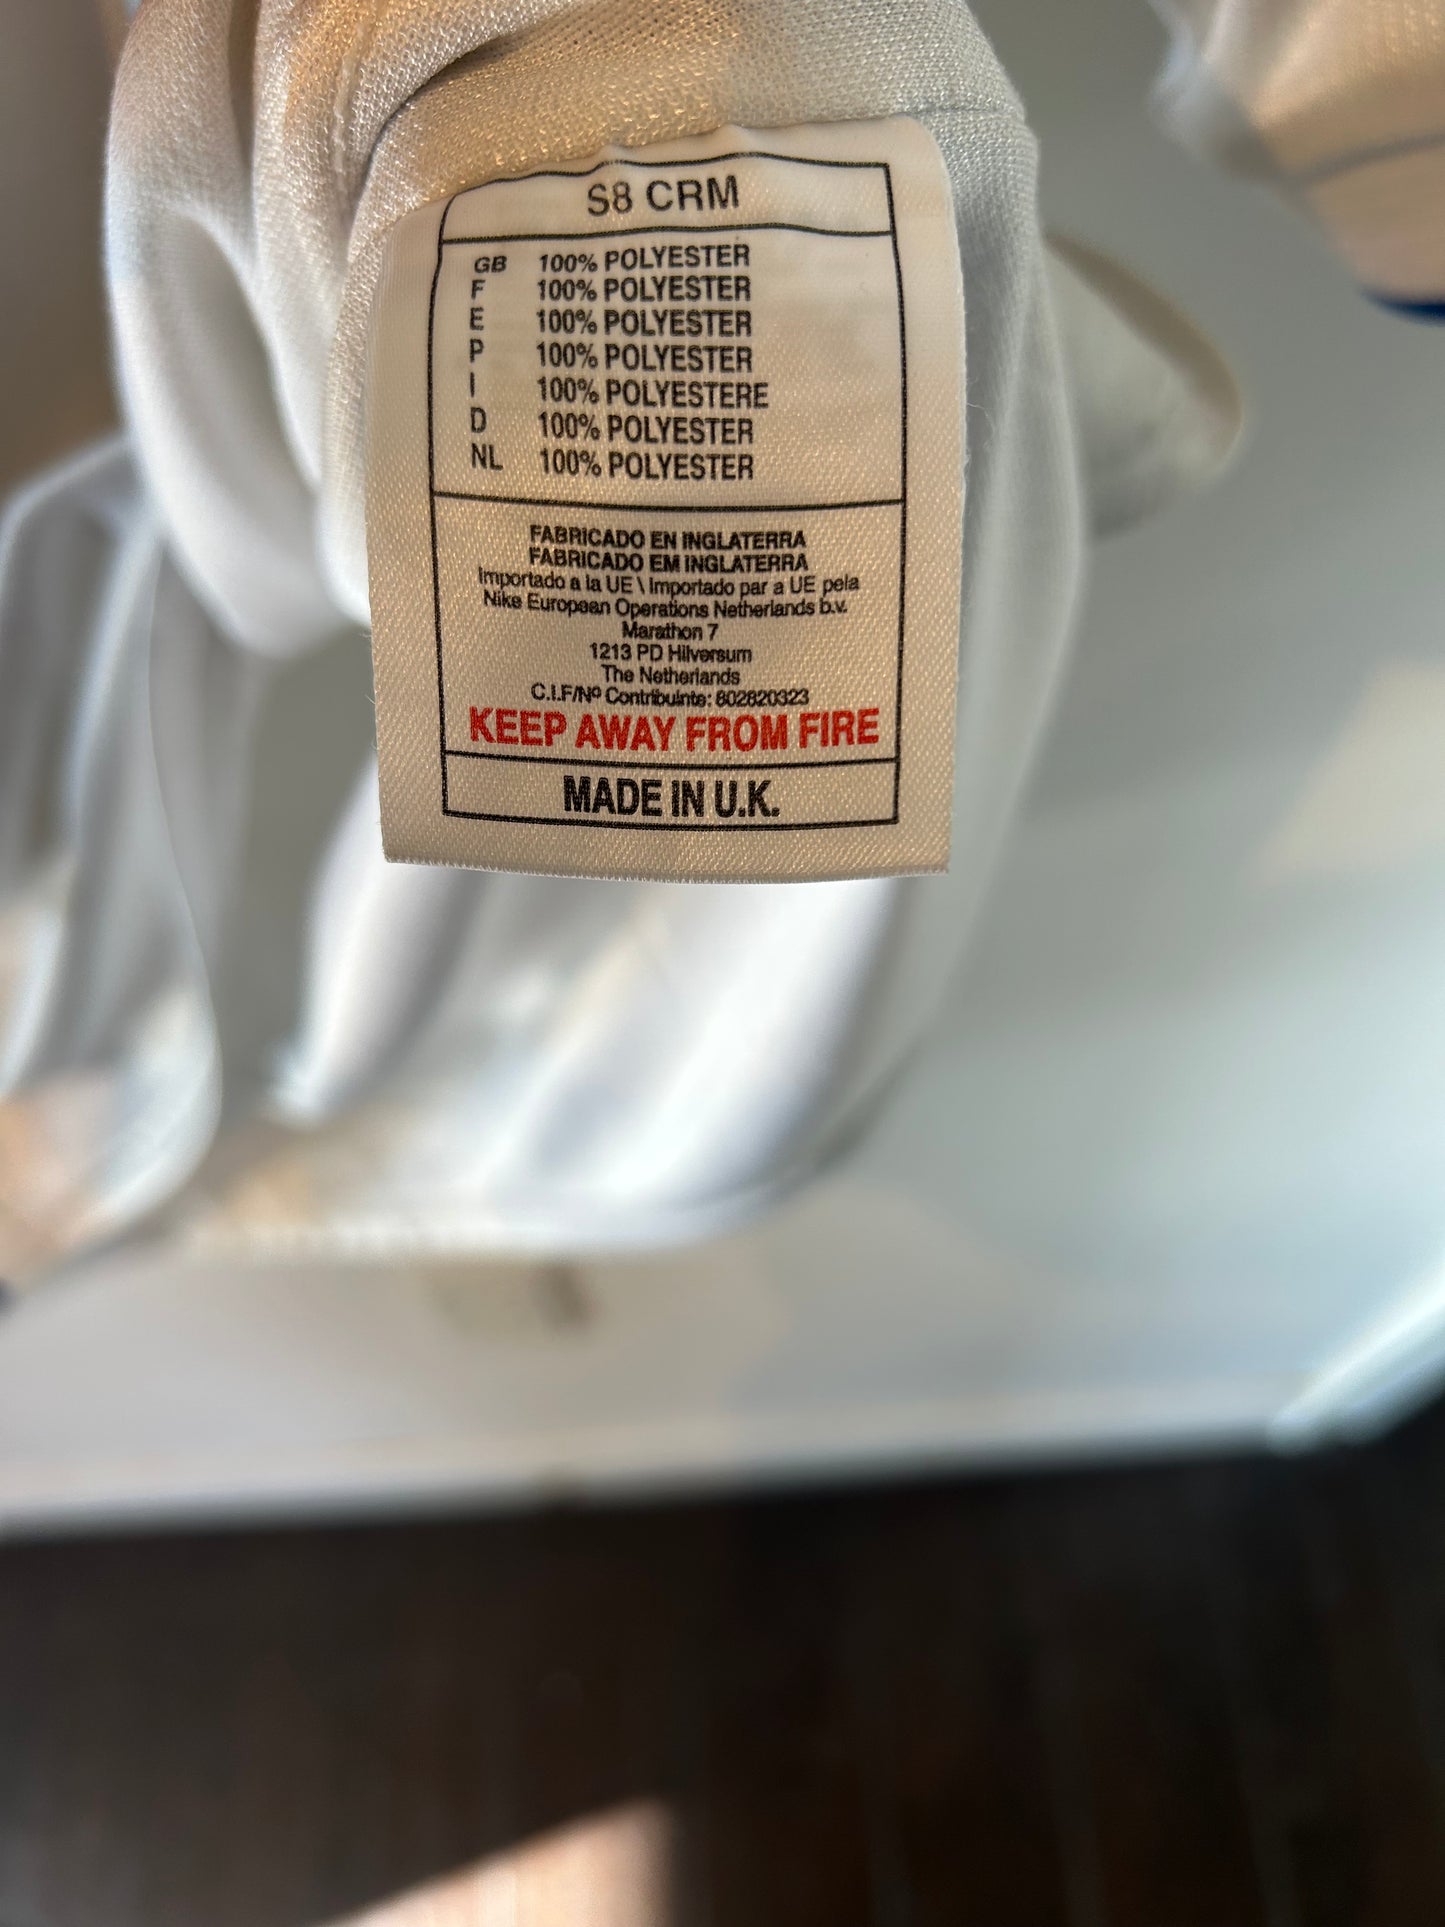 S8 CRM
GB 100% POLYESTER
F 100% POLYESTER
E 100% POLYESTER
P 100% POLYESTER
I 100% POLYESTERE
D 100% POLYESTER
NL 100% POLYESTER
FABRICADO EN INGLATERRA
FABRICADO EM INGLATERRA
Importado a la UE \ Importado par a UE pela
Nike European Operations Netherlands b.v.
Marathon 7
1213 PD Hilversum
The Netherlands
C.I.F/Nº Contribuinte: 802820323
KEEP AWAY FROM FIRE
MADE IN U.K.